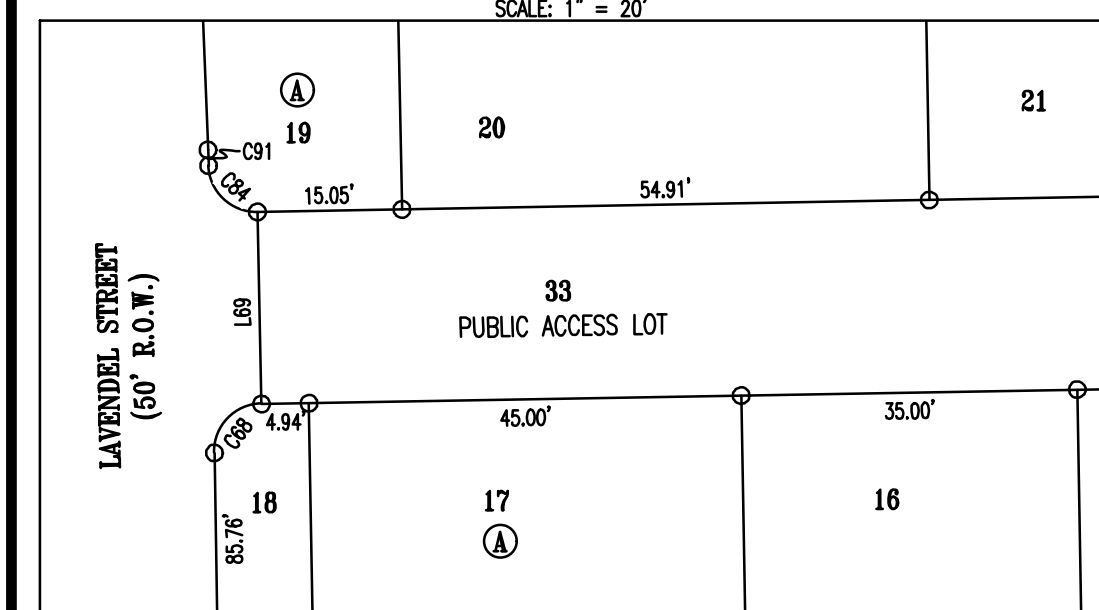 SCALE: 1" = 20'
A
19
20
21
C91
C84
15.05'
54.91'
L69
33
PUBLIC ACCESS LOT
LAVENDEL STREET
(50' R.O.W.)
C68
4.94'
45.00'
35.00'
18
17
16
A
85.76'